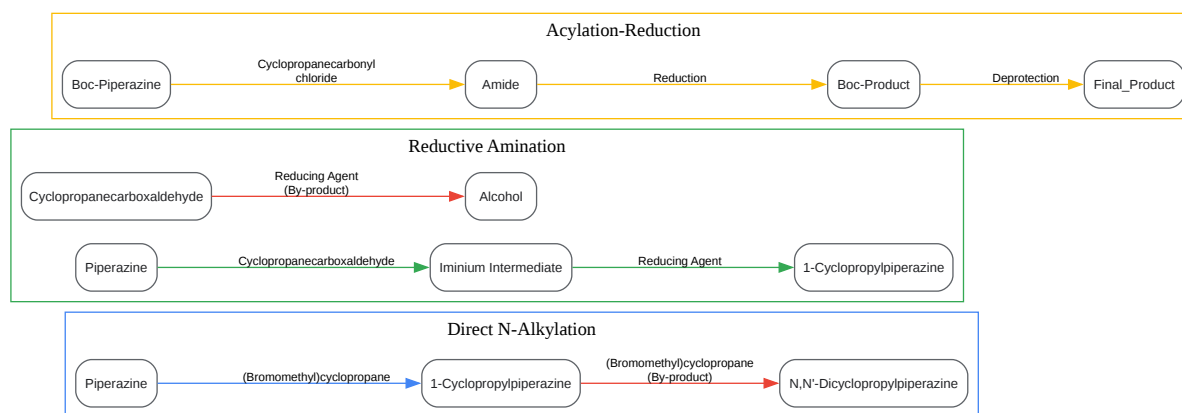 Acylation-Reduction
Boc-Piperazine
Cyclopropanecarbonyl
chloride
Amide
Reduction
Boc-Product
Deprotection
Final_Product
Reductive Amination
Cyclopropanecarboxaldehyde
Reducing Agent
(By-product)
Alcohol
Piperazine
Cyclopropanecarboxaldehyde
Iminium Intermediate
Reducing Agent
1-Cyclopropylpiperazine
Direct N-Alkylation
Piperazine
(Bromomethyl)cyclopropane
1-Cyclopropylpiperazine
(Bromomethyl)cyclopropane
(By-product)
N,N'-Dicyclopropylpiperazine